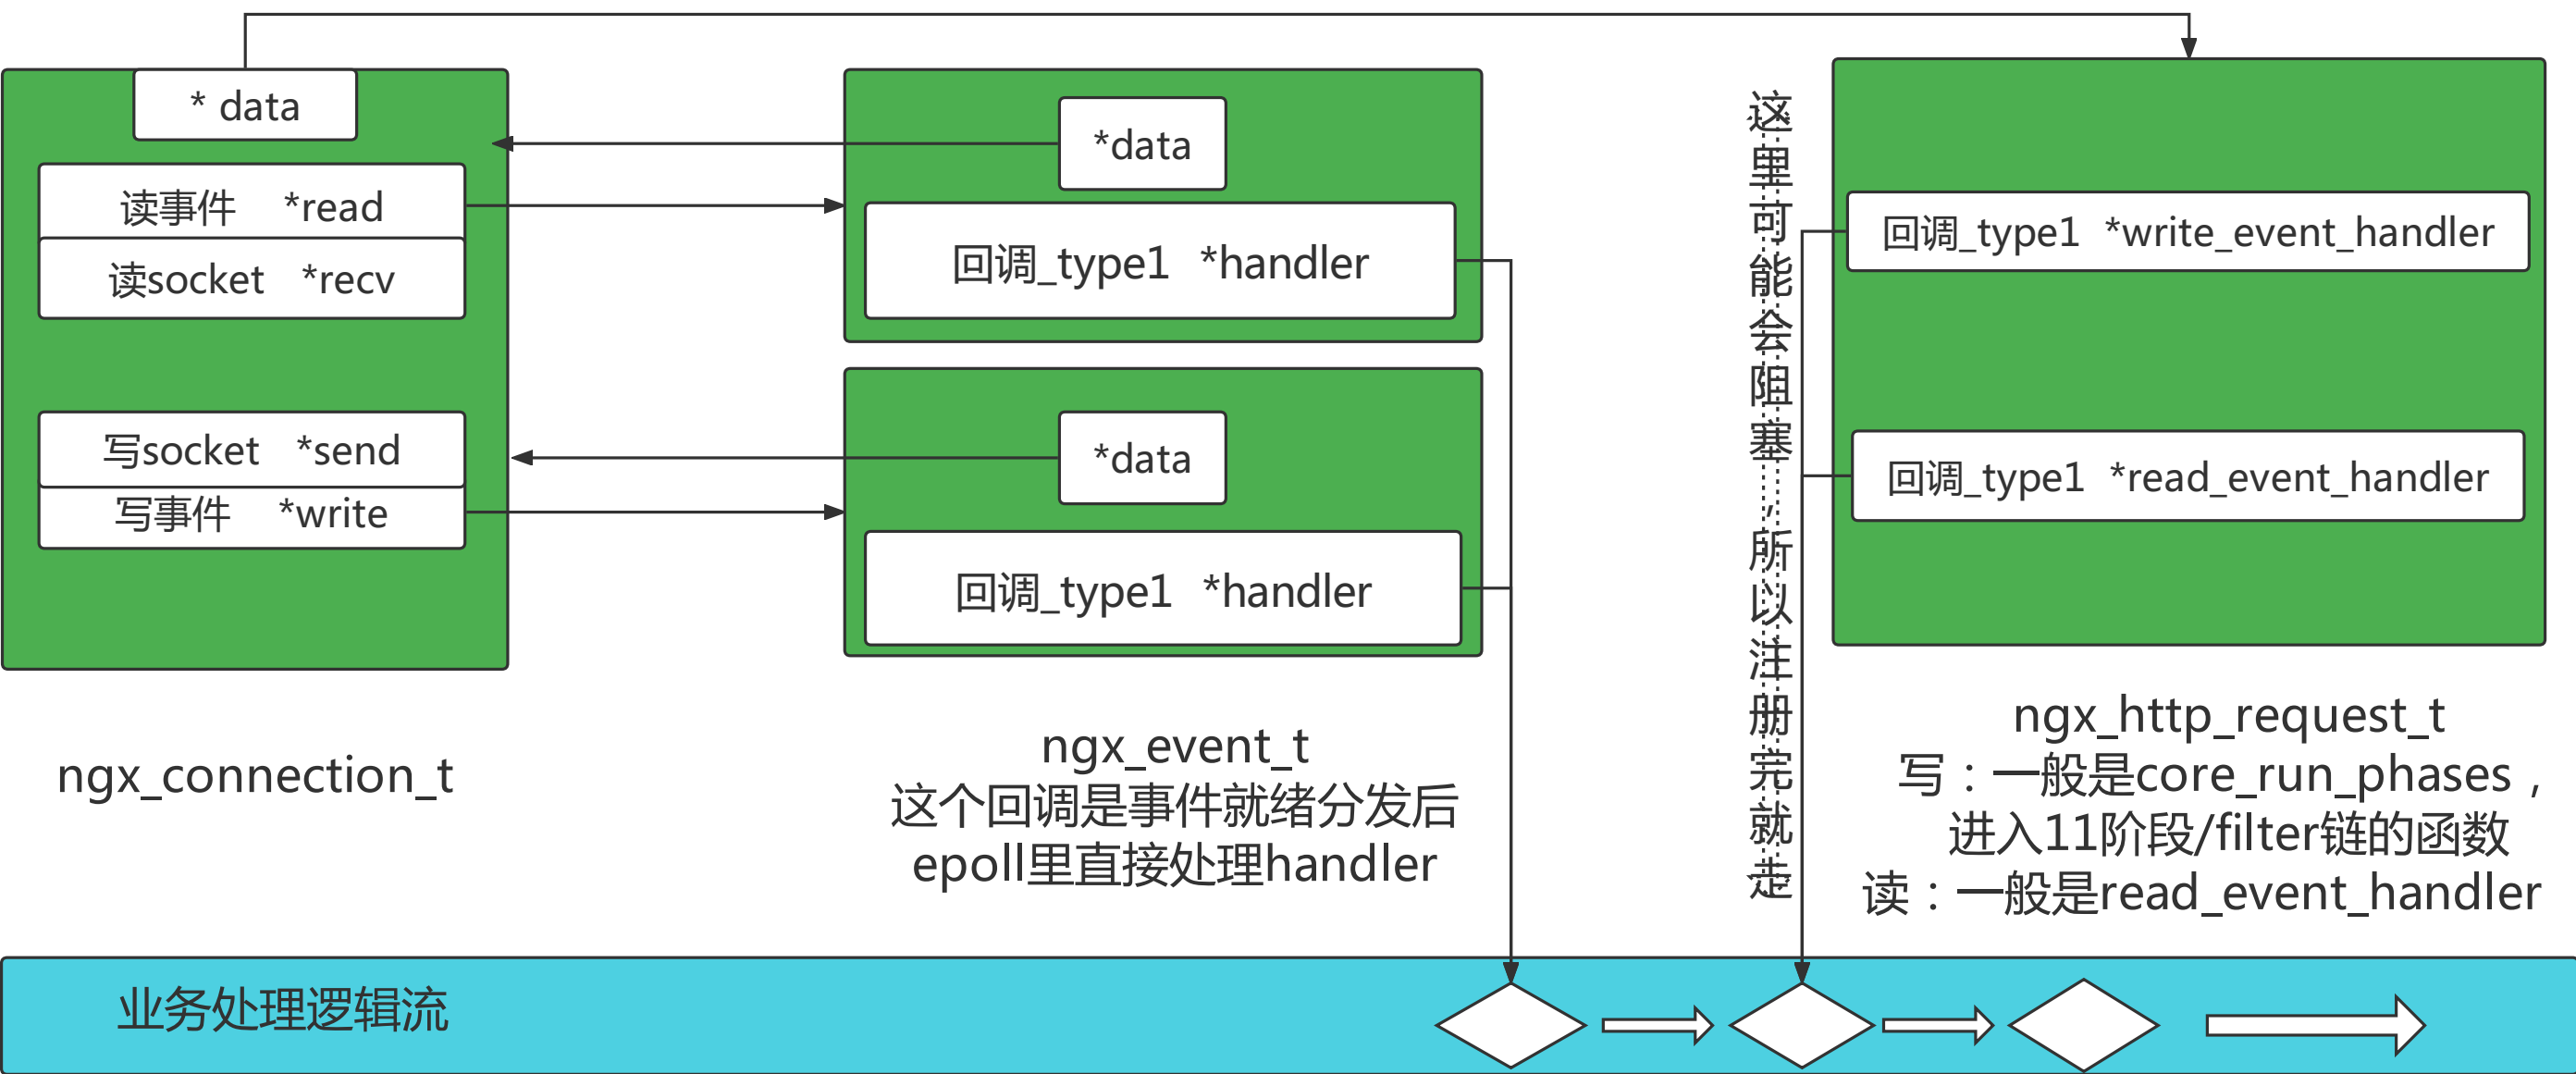 * data
读事件 *read
读socket *recv
写socket *send
写事件 *write
ngx_connection_t
*data
回调_type1 *handler
*data
回调_type1 *handler
ngx_event_t
这个回调是事件就绪分发后
epoll里直接处理handler
这里可能会阻塞，所以注册完就走
回调_type1 *write_event_handler
回调_type1 *read_event_handler
ngx_http_request_t
写：一般是core_run_phases，
进入11阶段/filter链的函数
读：一般是read_event_handler
业务处理逻辑流